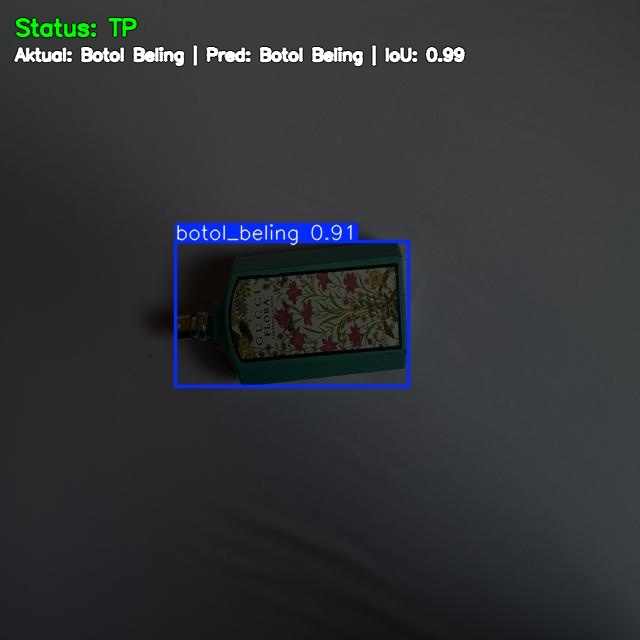 Status: TP
Aktual: Botol Beling | Pred: Botol Beling | IoU: 0.99
botol_beling 0.91
GUCCI
FLORA